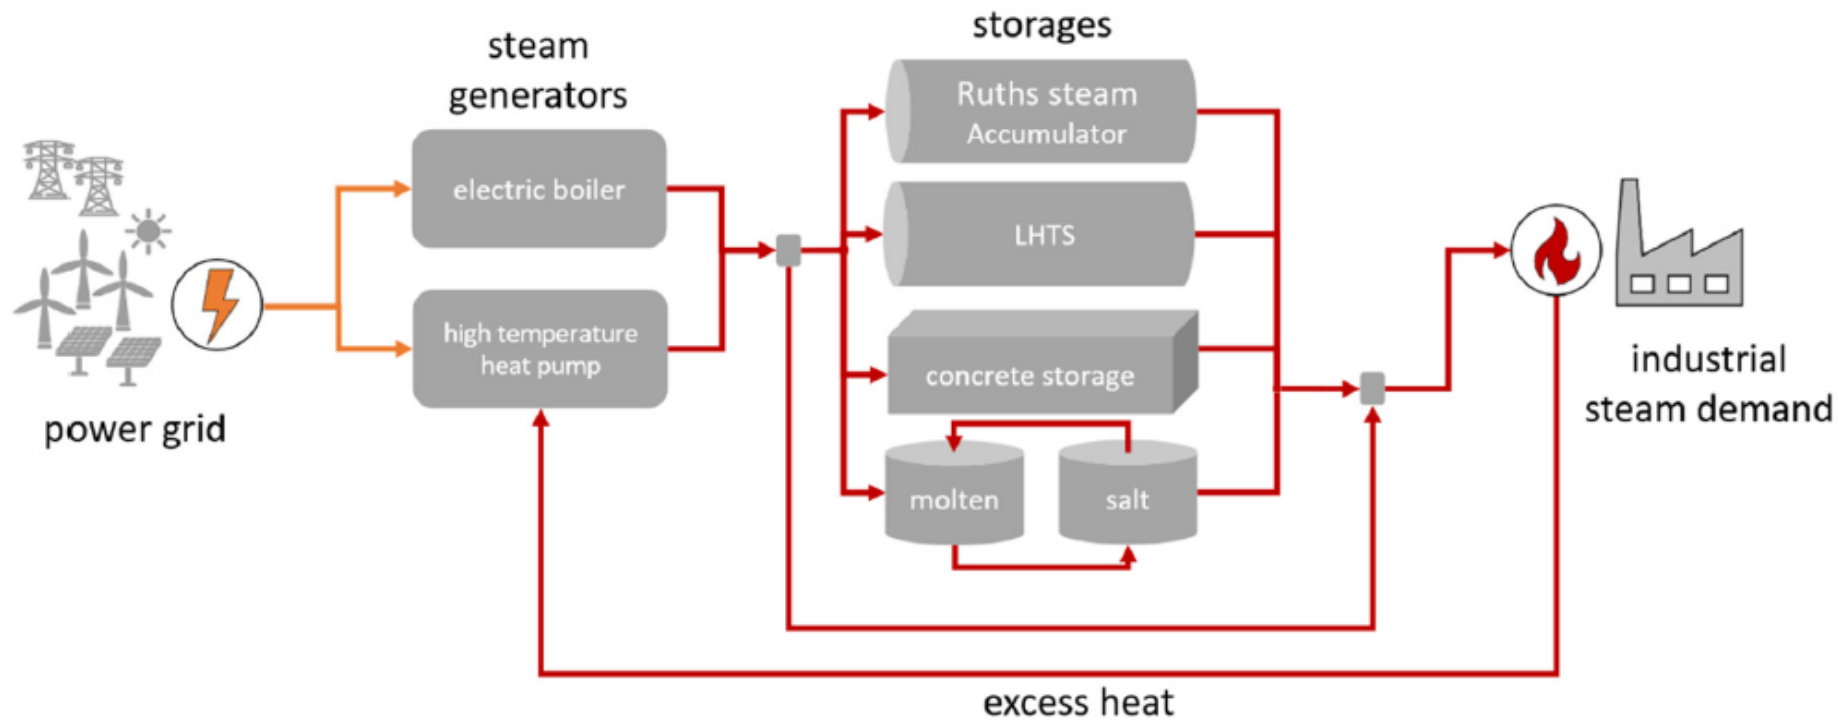 steam
generators
storages
Ruths steam
Accumulator
electric boiler
LHTS
high temperature
heat pump
concrete storage
molten
salt
power grid
industrial
steam demand
excess heat